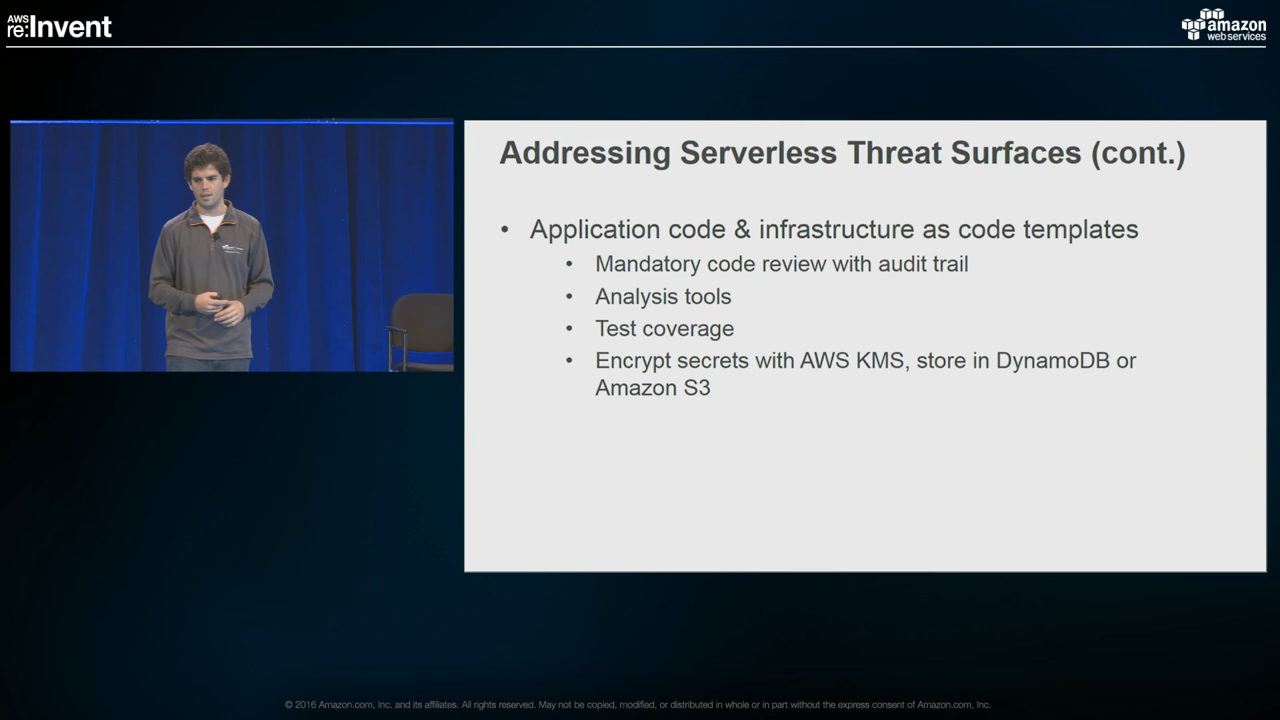 AWS
re:Invent
amazon
web services
Addressing Serverless Threat Surfaces (cont.)
• Application code & infrastructure as code templates
• Mandatory code review with audit trail
• Analysis tools
• Test coverage
• Encrypt secrets with AWS KMS, store in DynamoDB or
Amazon S3
© 2016 Amazon.com, Inc. and its affiliates. All rights reserved. May not be copied, modified, or distributed in whole or in part without the express consent of Amazon.com, Inc.